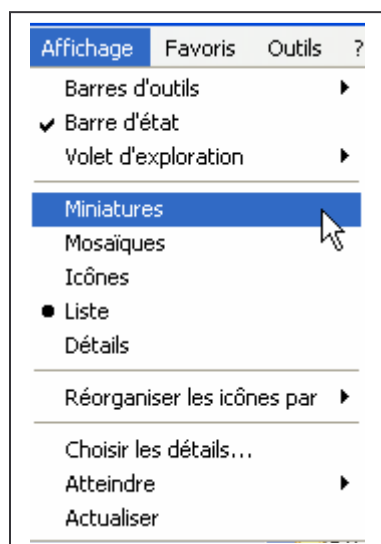 Affichage Favoris Outils ?
Barres d'outils
Barre d'état
Volet d'exploration
Miniatures
Mosaïques
Icônes
Liste
Détails
Réorganiser les icônes par
Choisir les détails...
Atteindre
Actualiser